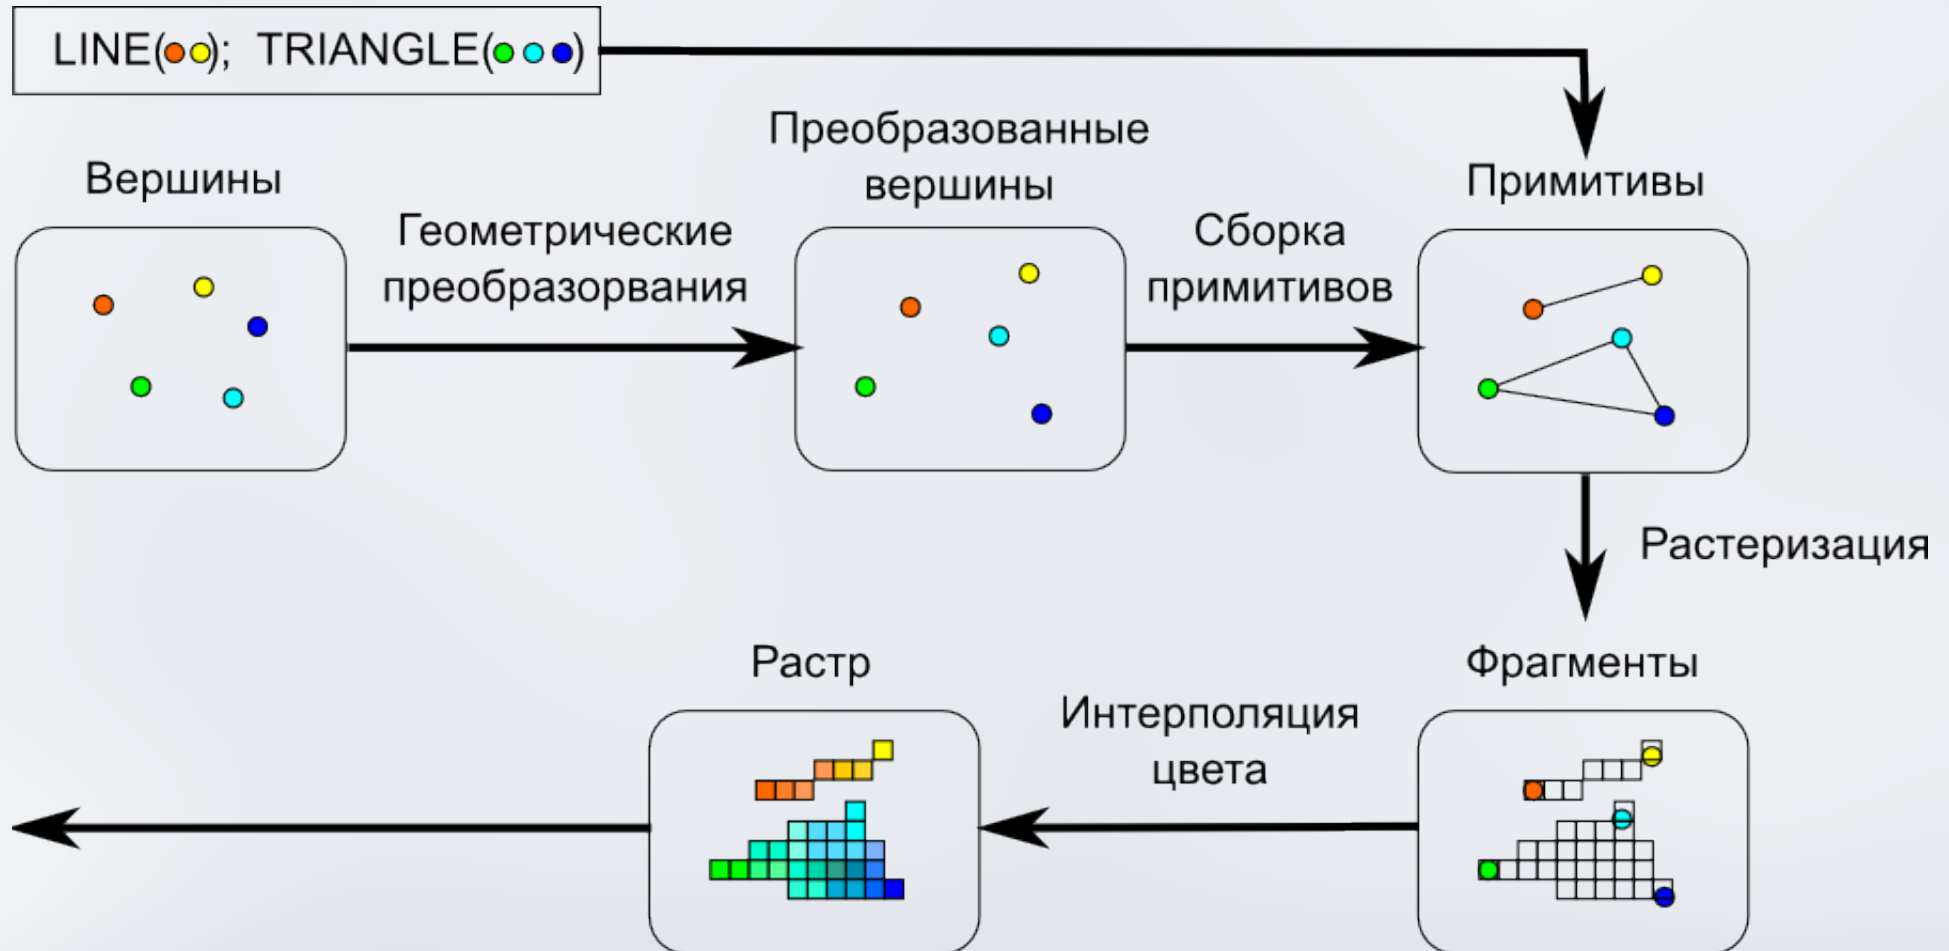 LINE( ); TRIANGLE( )
Вершины
Геометрические
преобразорвания
Преобразованные
вершины
Сборка
примитивов
Примитивы
Растеризация
Фрагменты
Интерполяция
цвета
Растр